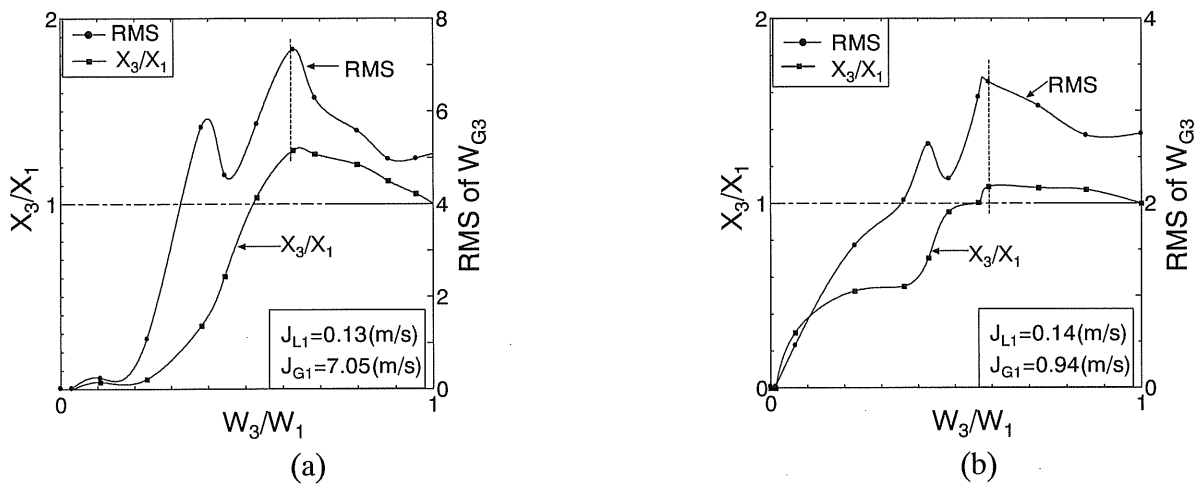 2
8
RMS
X3/X1
RMS
6
X3/X1
1
4
RMS of WG3
X3/X1
2
JL1=0.13(m/s)
JG1=7.05(m/s)
0
0
1
W3/W1
(a)
2
4
RMS
X3/X1
RMS
X3/X1
1
2
RMS of WG3
X3/X1
JL1=0.14(m/s)
JG1=0.94(m/s)
0
0
1
W3/W1
(b)